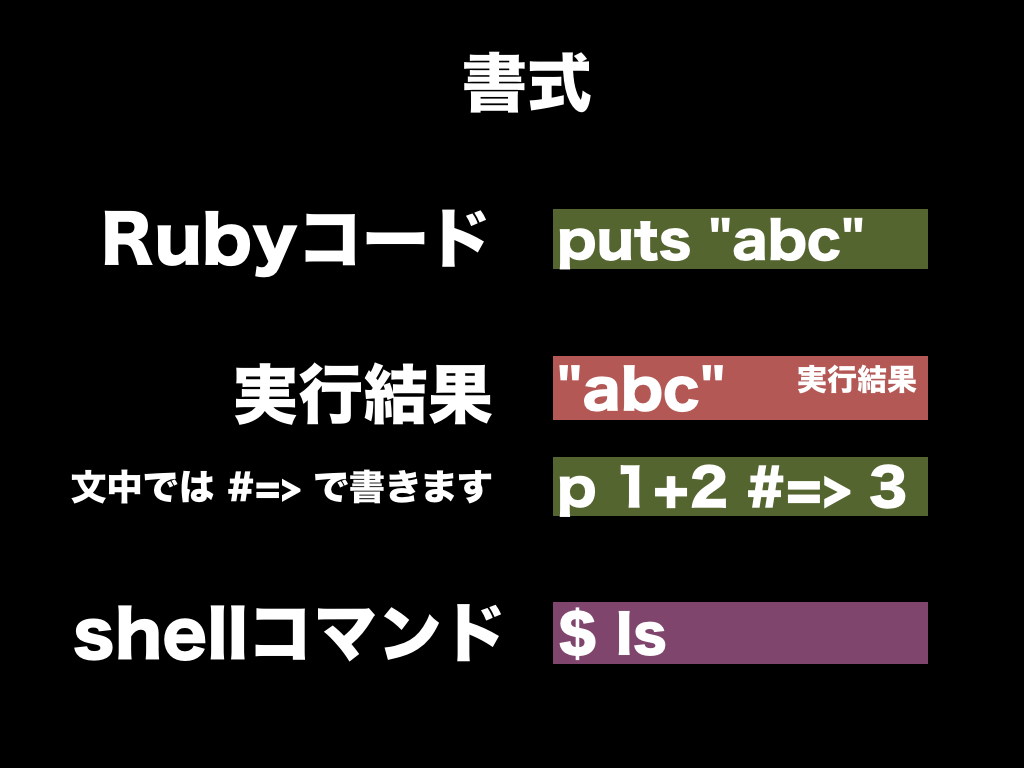 書式
Rubyコード
puts "abc"
実行結果
"abc"
実行結果
文中では #=> で書きます
p 1+2 #=> 3
shellコマンド
$ ls